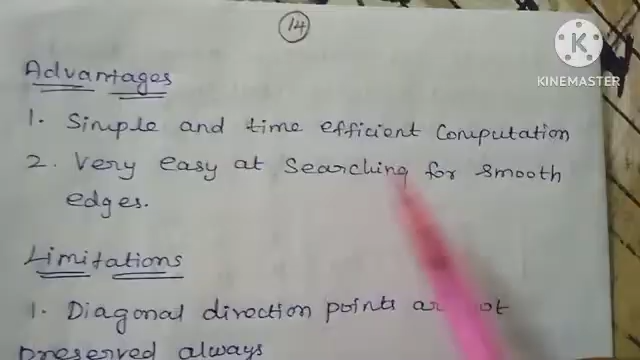 14
K
KINEMASTER
Advantages
1. Simple and time efficient Computation
2. Very easy at Searching for smooth
edges.
Limitations
1. Diagonal direction points
preserved always